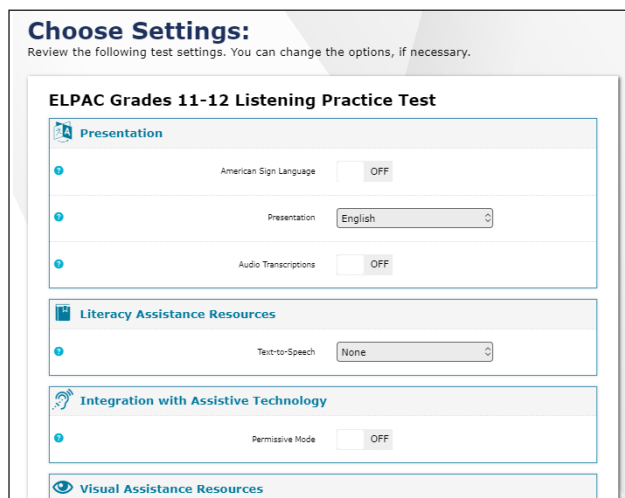 Choose Settings:
Review the following test settings. You can change the options, if necessary.
ELPAC Grades 11-12 Listening Practice Test
Presentation
American Sign Language OFF
Presentation English
Audio Transcriptions OFF
Literacy Assistance Resources
Text-to-Speech None
Integration with Assistive Technology
Permissive Mode OFF
Visual Assistance Resources